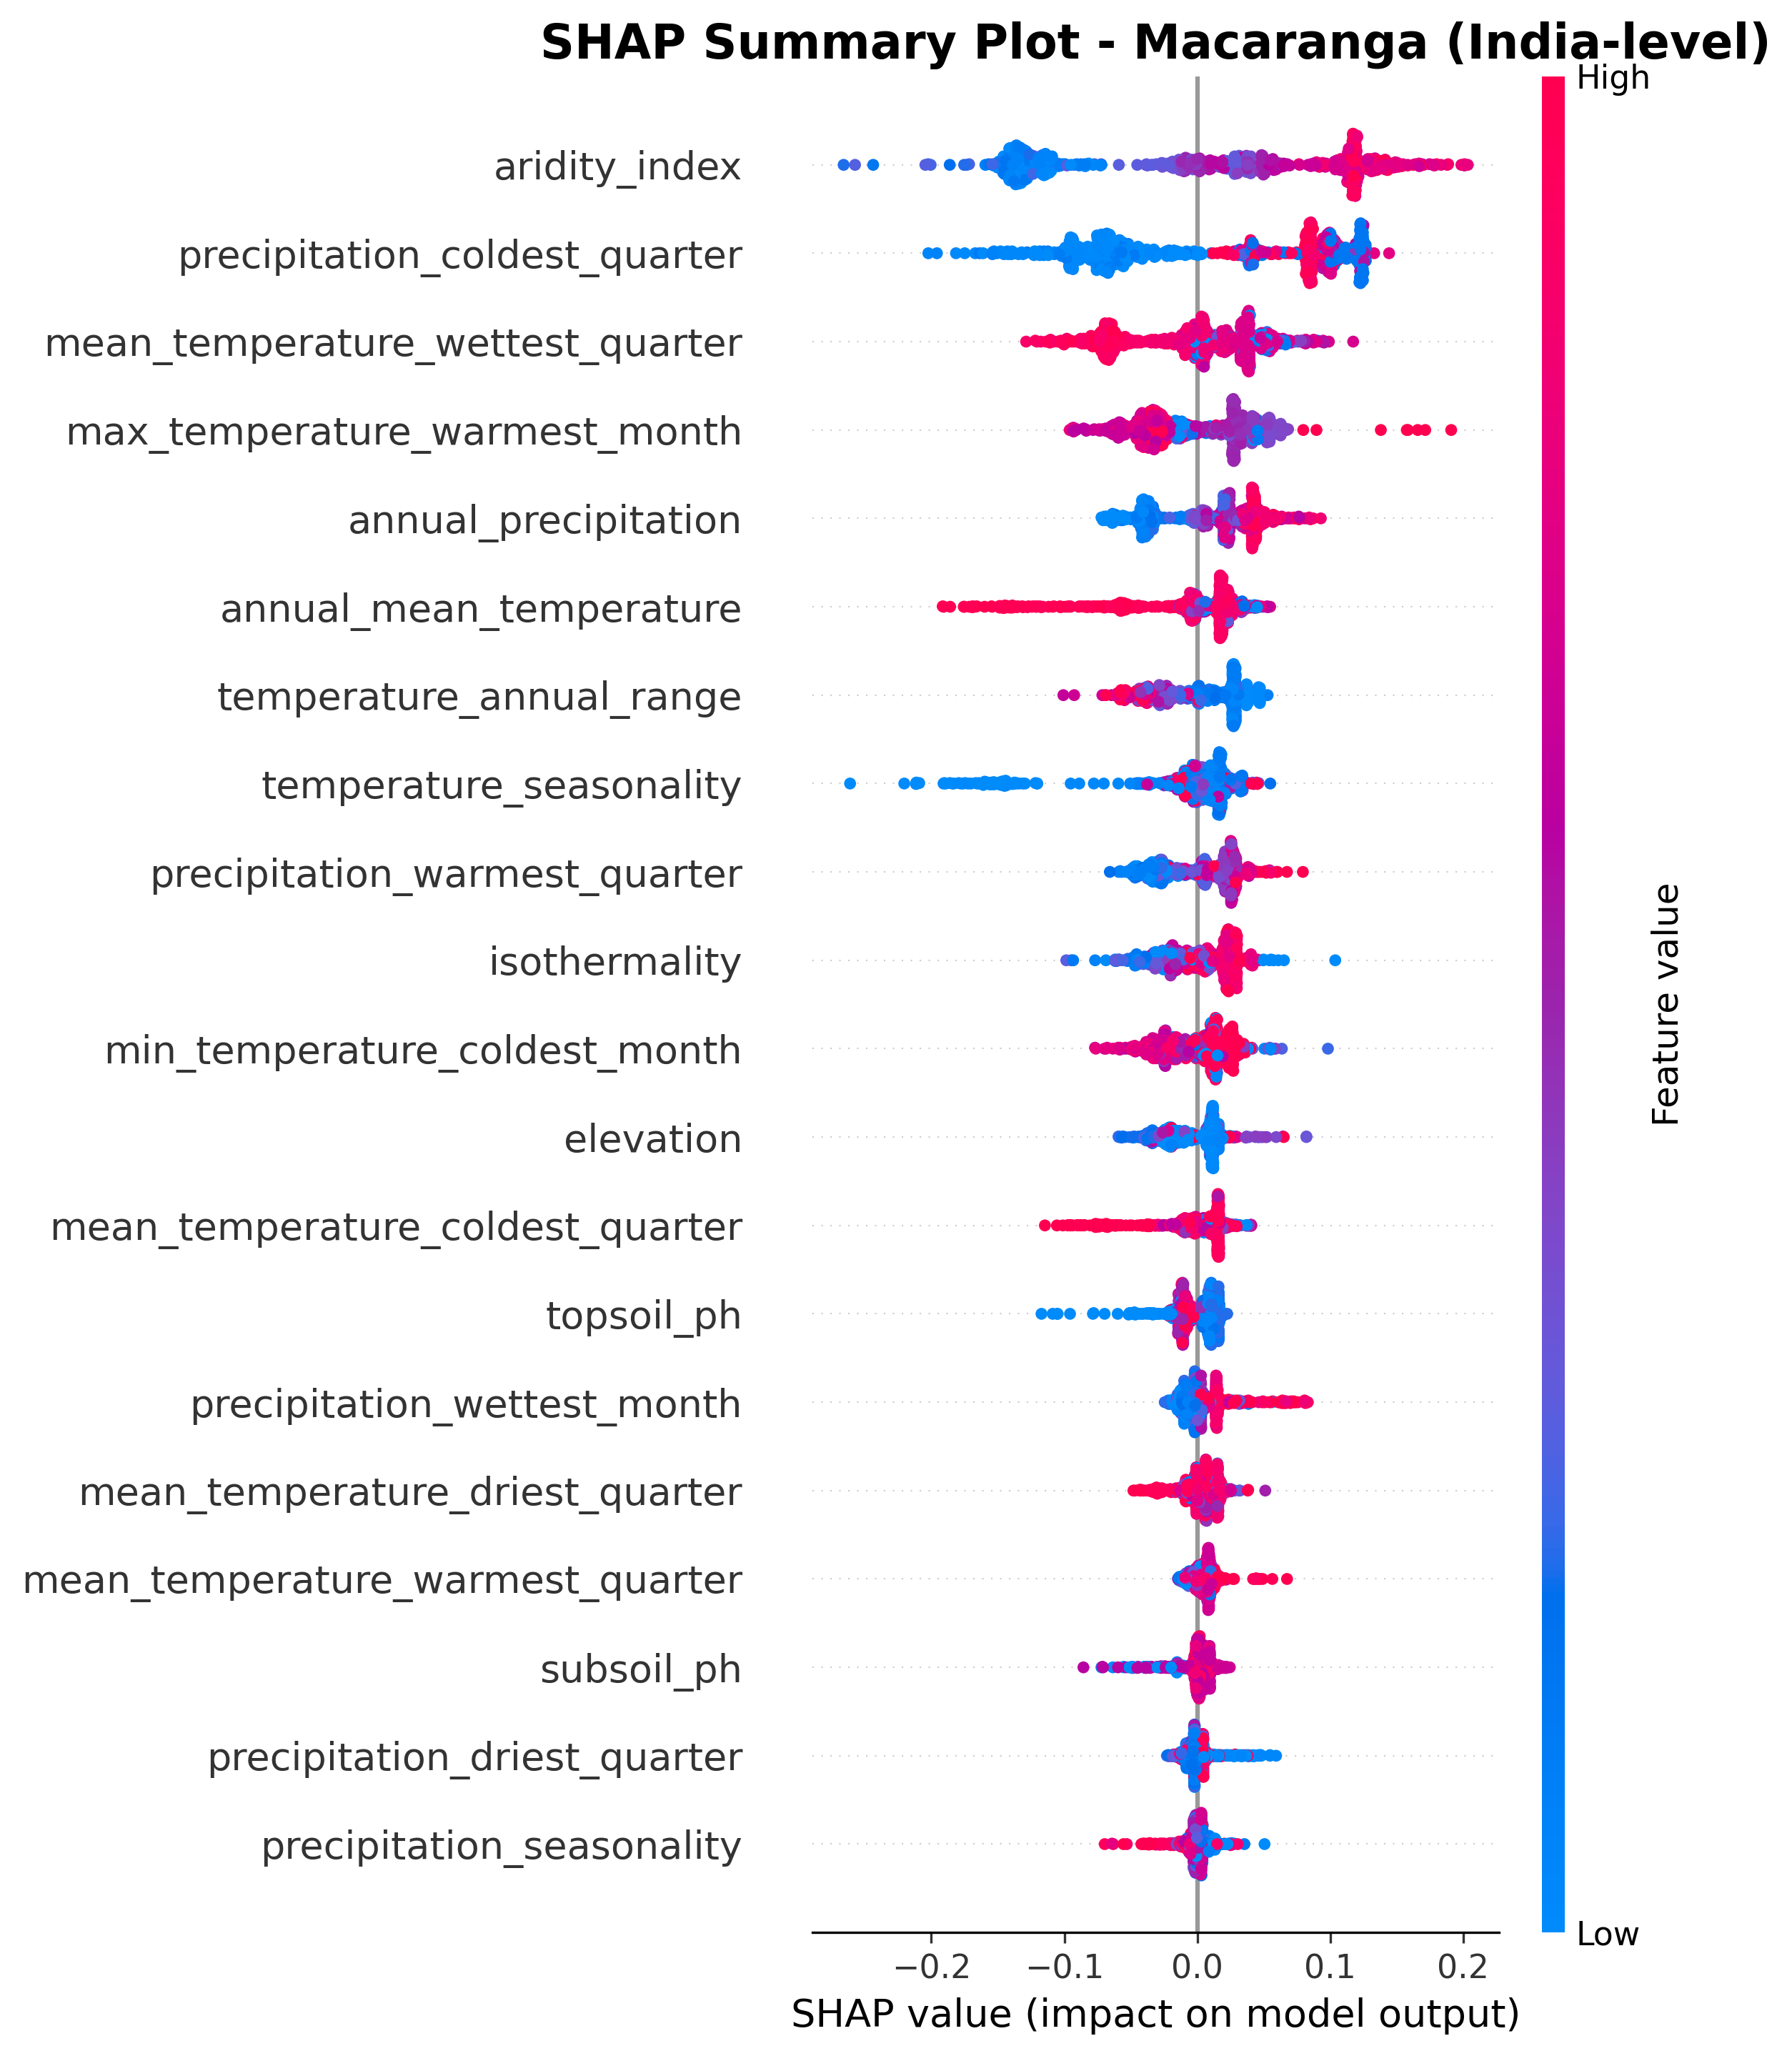 SHAP Summary Plot - Macaranga (India-level)
High
aridity_index
precipitation_coldest_quarter
mean_temperature_wettest_quarter
max_temperature_warmest_month
annual_precipitation
annual_mean_temperature
temperature_annual_range
temperature_seasonality
precipitation_warmest_quarter
isothermality
min_temperature_coldest_month
elevation
mean_temperature_coldest_quarter
topsoil_ph
precipitation_wettest_month
mean_temperature_driest_quarter
mean_temperature_warmest_quarter
subsoil_ph
precipitation_driest_quarter
precipitation_seasonality
Feature value
Low
−0.2 −0.1 0.0 0.1 0.2
SHAP value (impact on model output)